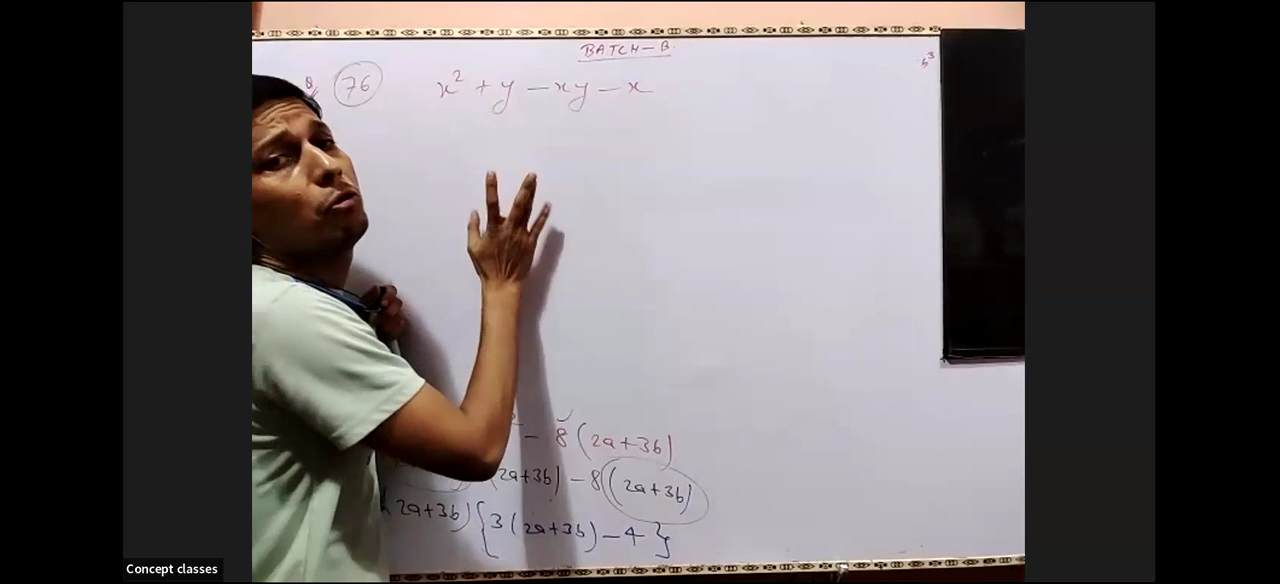 BATCH-B
Q 76 x² + y - xy - x
b³
- 8(2a+3b)
(2a+3b) - 8((2a+3b)
(2a+3b){3(2a+3b) - 4}
Concept classes